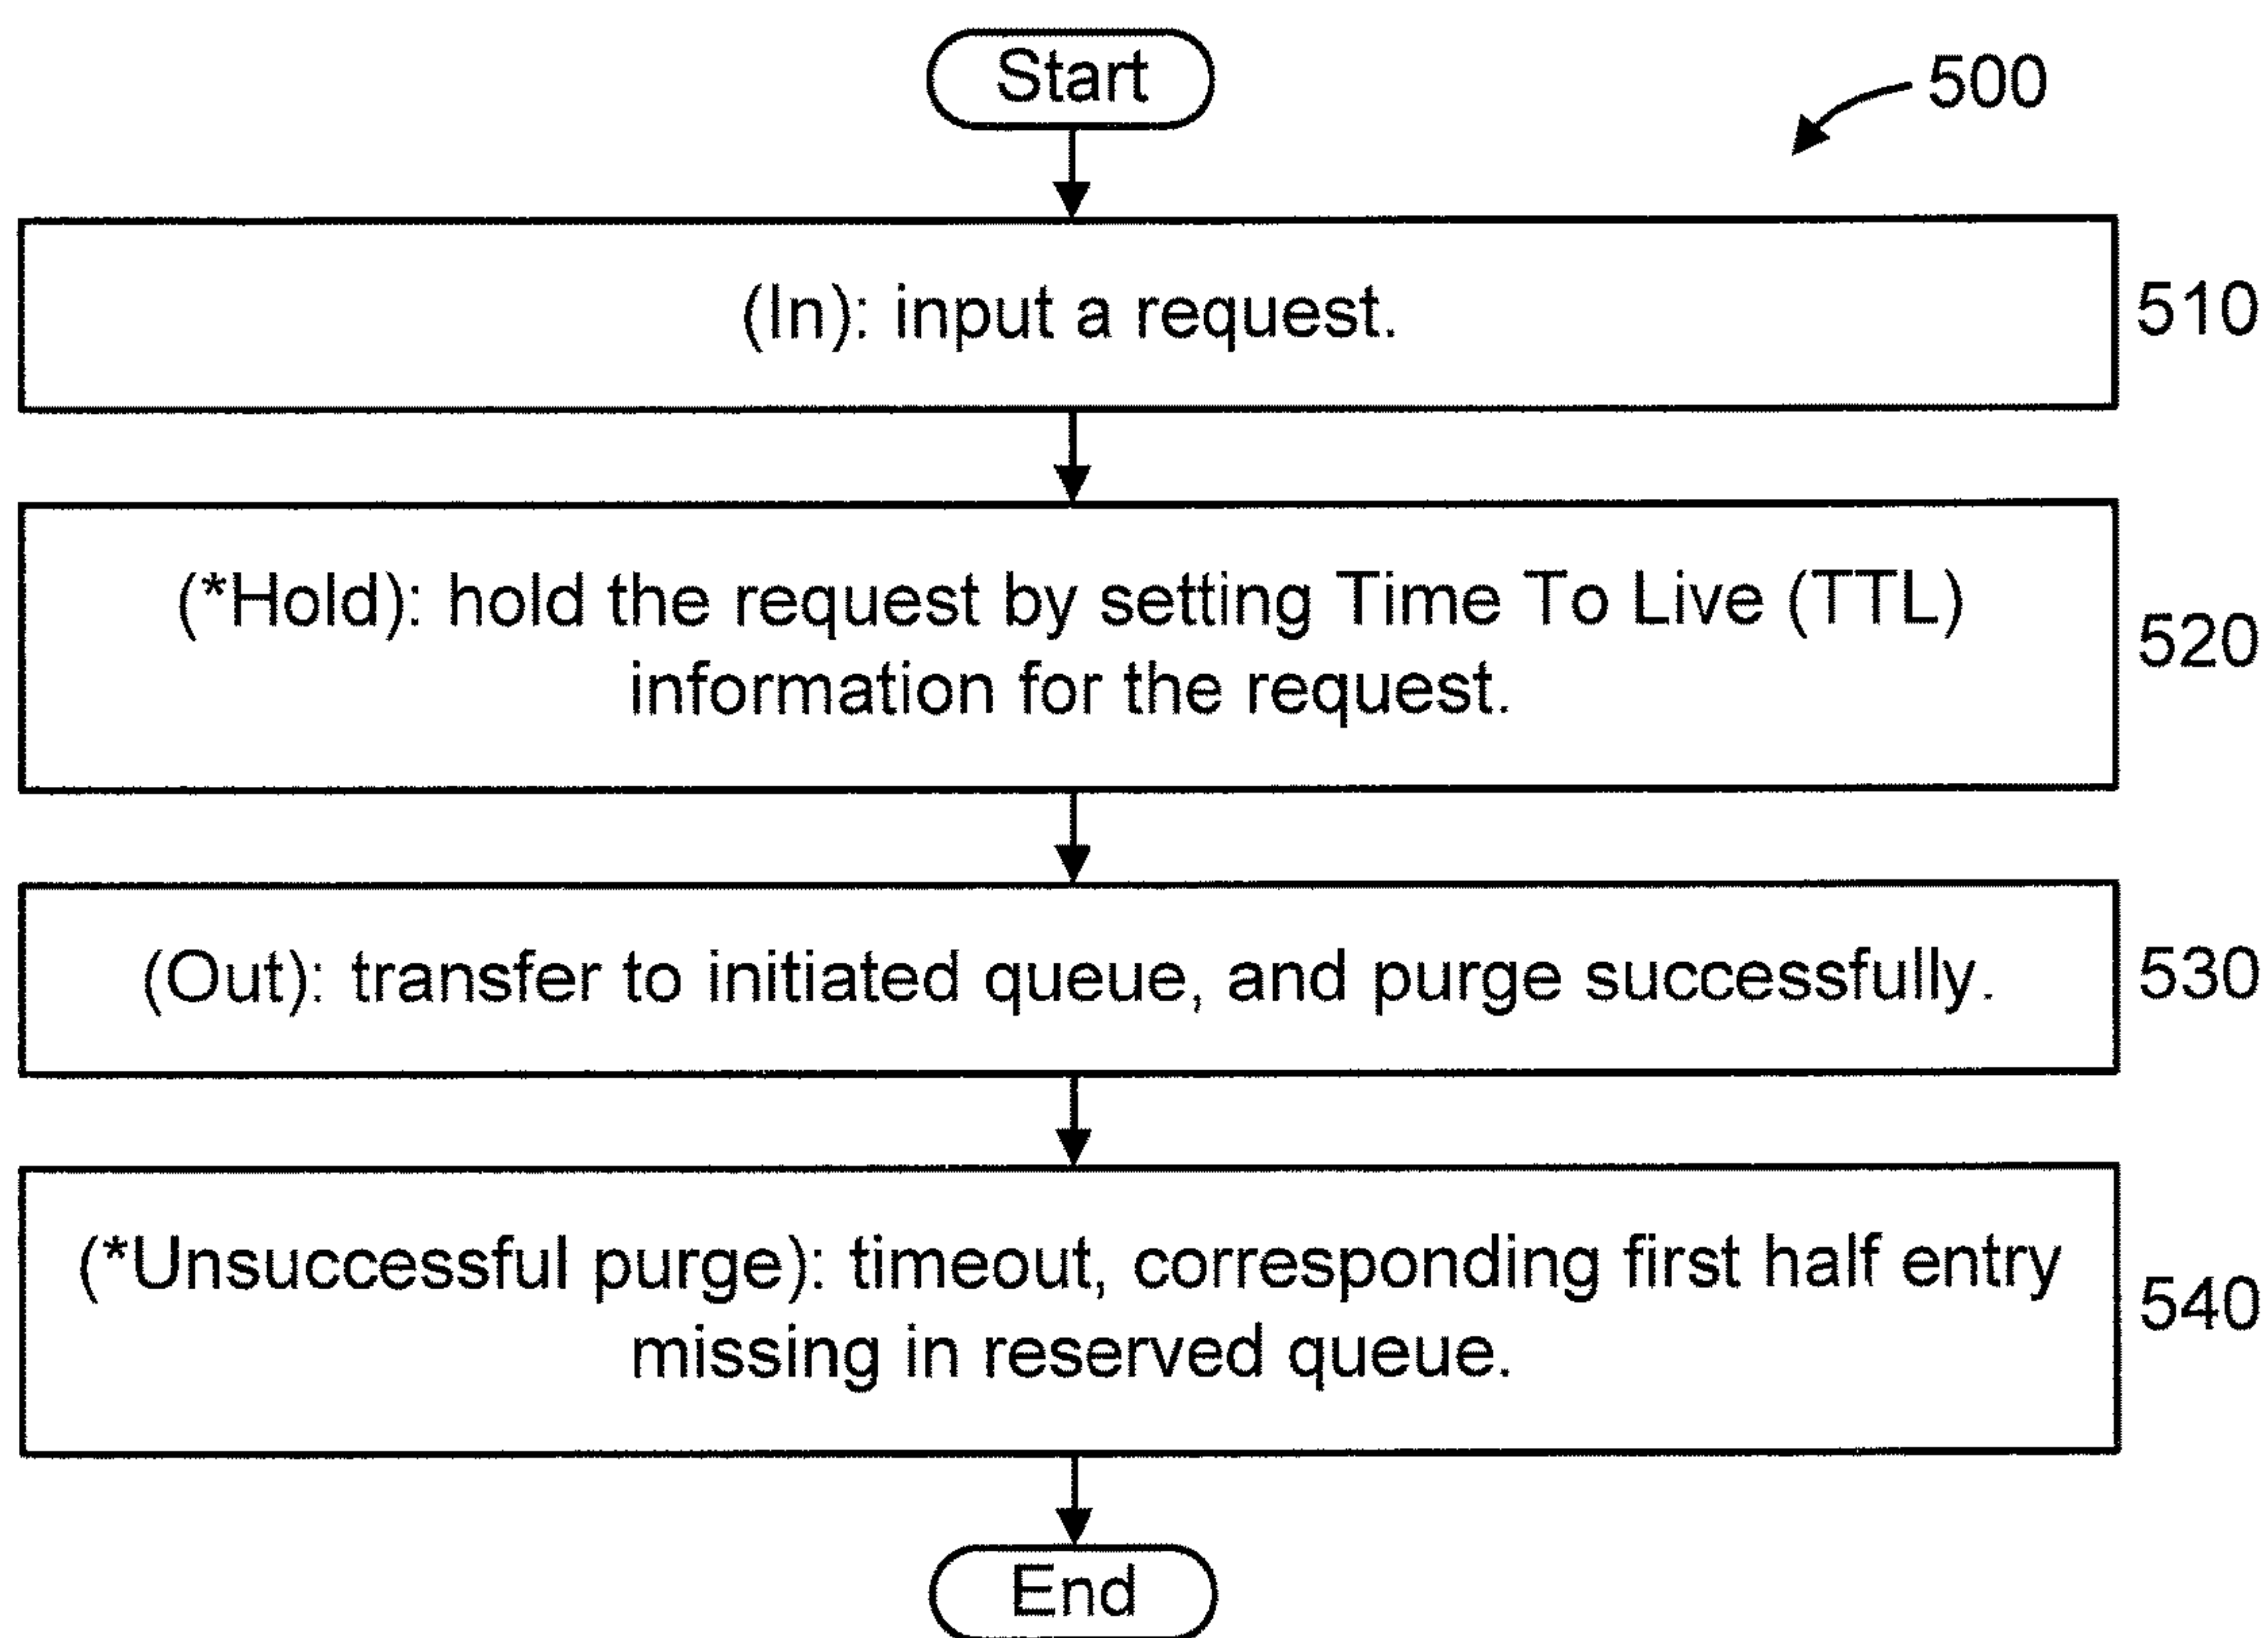 Start
500
(In): input a request.
510
(*Hold): hold the request by setting Time To Live (TTL)
information for the request.
520
(Out): transfer to initiated queue, and purge successfully.
530
(*Unsuccessful purge): timeout, corresponding first half entry
missing in reserved queue.
540
End